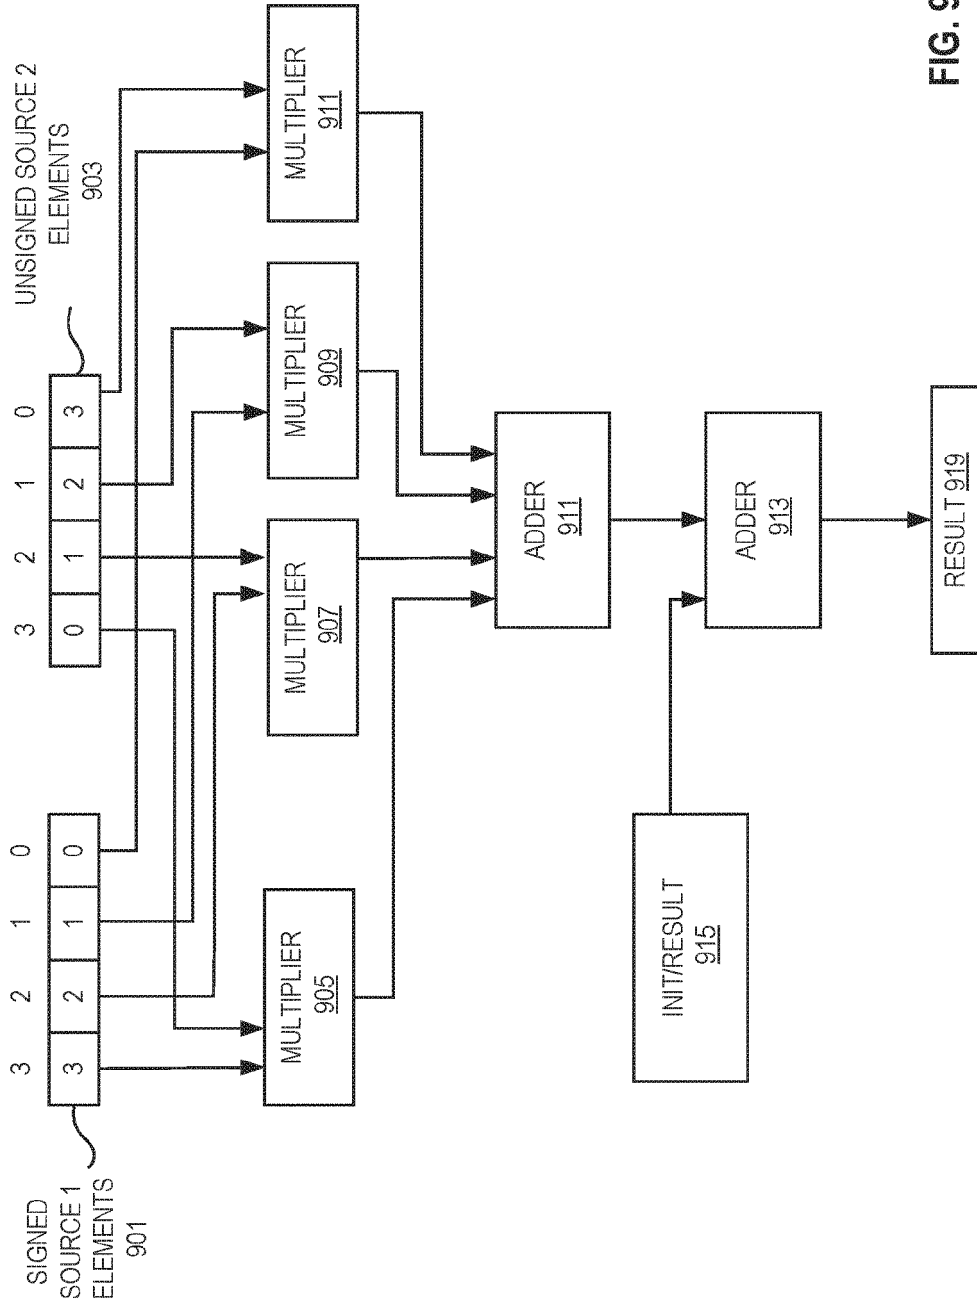 SIGNED
SOURCE 1
ELEMENTS
901
3 2 1 0
3 2 1 0
3 2 1 0
0 1 2 3
UNSIGNED SOURCE 2
ELEMENTS
903
MULTIPLIER
905
MULTIPLIER
907
MULTIPLIER
909
MULTIPLIER
911
ADDER
911
INIT/RESULT
915
ADDER
913
RESULT 919
FIG. 9